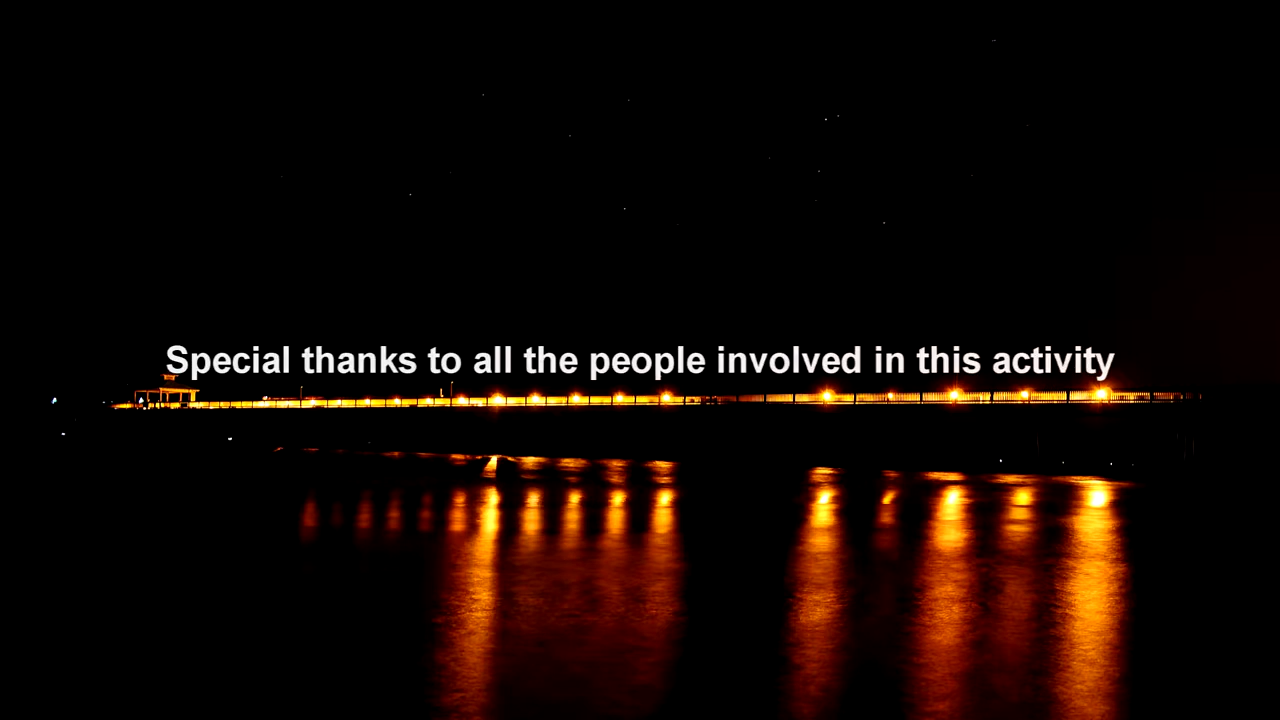 Special thanks to all the people involved in this activity